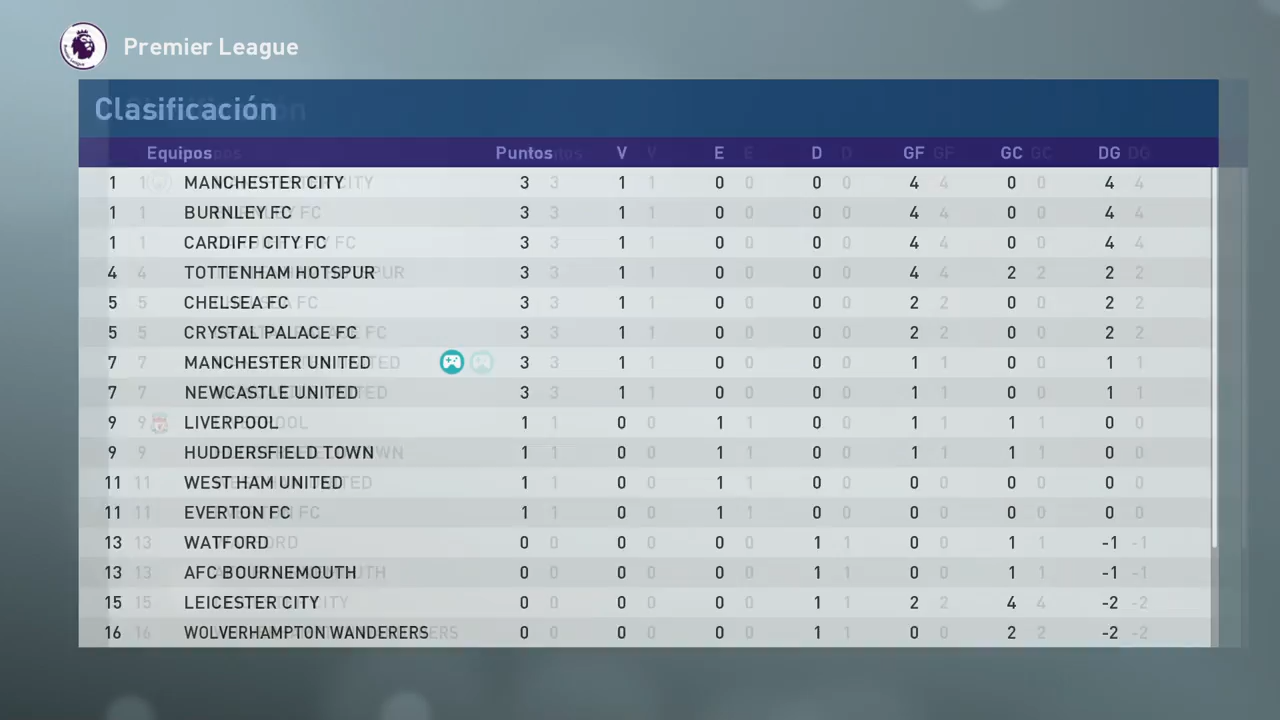 Premier League
Clasificación
Equipos Puntos V E D GF GC DG
1 MANCHESTER CITY 3 1 0 0 4 0 4
1 BURNLEY FC 3 1 0 0 4 0 4
1 CARDIFF CITY FC 3 1 0 0 4 0 4
4 TOTTENHAM HOTSPUR 3 1 0 0 4 2 2
5 CHELSEA FC 3 1 0 0 2 0 2
5 CRYSTAL PALACE FC 3 1 0 0 2 0 2
7 MANCHESTER UNITED 3 1 0 0 1 0 1
7 NEWCASTLE UNITED 3 1 0 0 1 0 1
9 LIVERPOOL 1 0 1 0 1 1 0
9 HUDDERSFIELD TOWN 1 0 1 0 1 1 0
11 WEST HAM UNITED 1 0 1 0 0 0 0
11 EVERTON FC 1 0 1 0 0 0 0
13 WATFORD 0 0 0 1 0 1 -1
13 AFC BOURNEMOUTH 0 0 0 1 0 1 -1
15 LEICESTER CITY 0 0 0 1 2 4 -2
16 WOLVERHAMPTON WANDERERS 0 0 0 1 0 2 -2